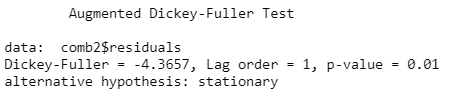 Augmented Dickey-Fuller Test
data:  comb2$residuals
Dickey-Fuller = -4.3657, Lag order = 1, p-value = 0.01
alternative hypothesis: stationary